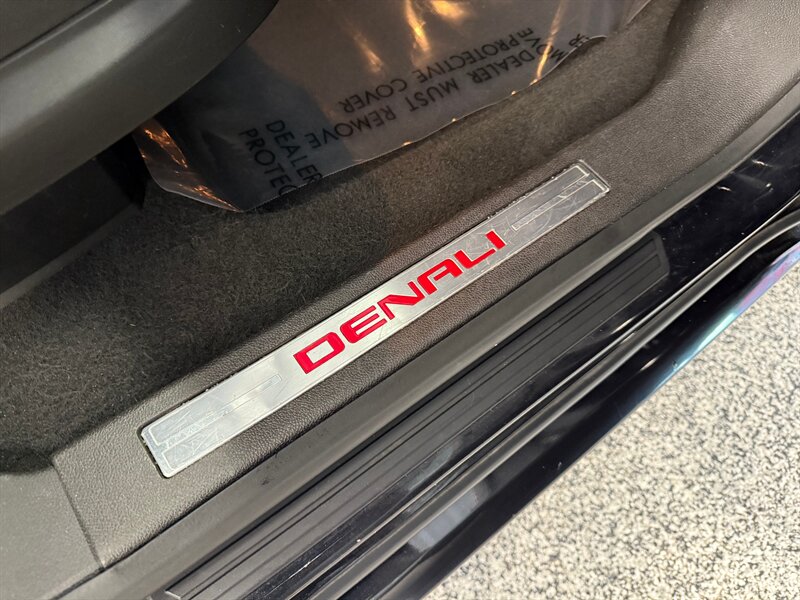 DEALER MUST REMOVE
PROTECTIVE COVER
DEALER
PROTEC
DENALI